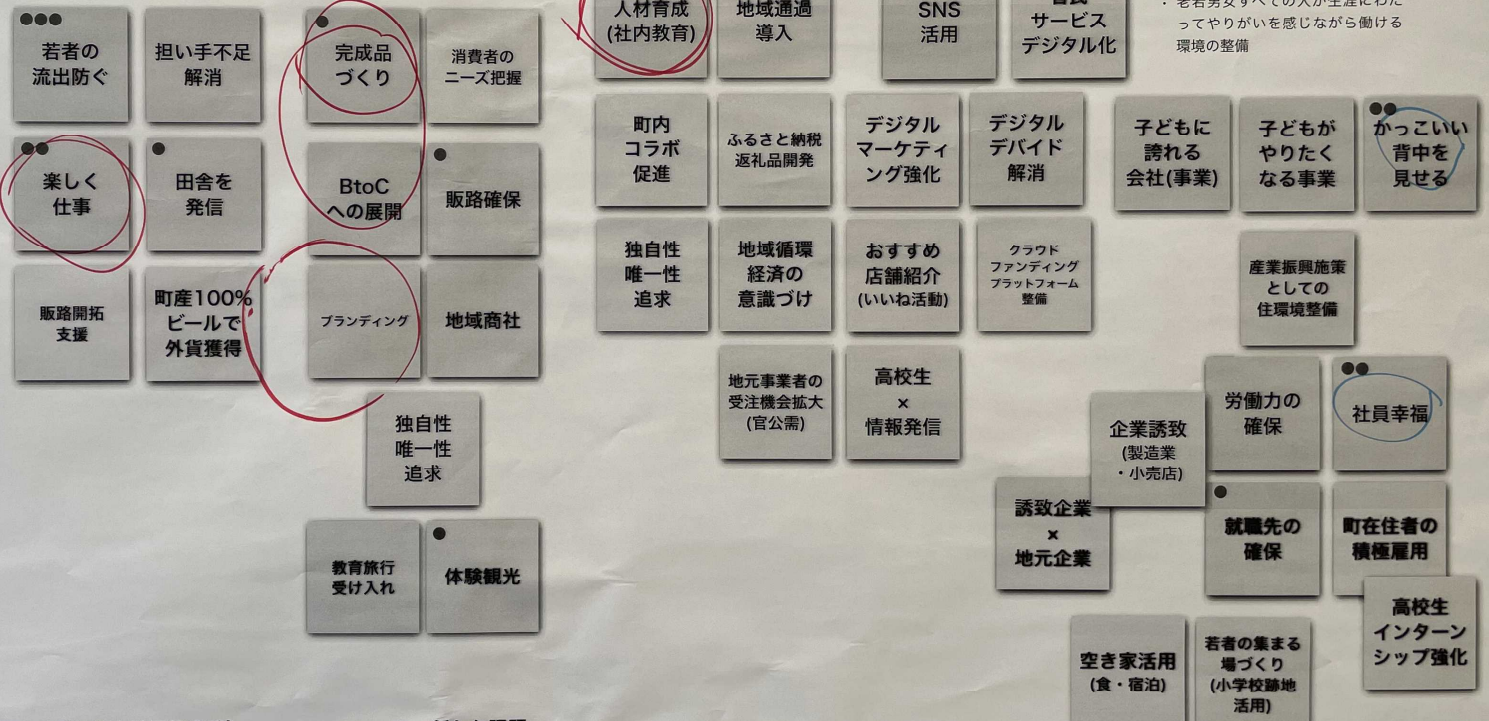 若者の
流出防ぐ
担い手不足
解消
完成品
づくり
消費者の
ニーズ把握
人材育成
(社内教育)
地域通過
導入
SNS
活用
サービス
デジタル化
ってやりがいを感じながら働ける
環境の整備
楽しく
仕事
田舎を
発信
BtoC
への展開
販路確保
町内
コラボ
促進
ふるさと納税
返礼品開発
デジタル
マーケティ
ング強化
デジタル
デバイド
解消
子どもに
誇れる
会社(事業)
子どもが
やりたく
なる事業
かっこいい
背中を
見せる
販路開拓
支援
町産100%
ビールで
外貨獲得
ブランディング
地域商社
独自性
唯一性
追求
地域循環
経済の
意識づけ
おすすめ
店舗紹介
(いいね活動)
クラウド
ファンディング
プラットフォーム
整備
産業振興施策
としての
住環境整備
独自性
唯一性
追求
地元事業者の
受注機会拡大
(官公需)
高校生
×
情報発信
企業誘致
(製造業
・小売店)
労働力の
確保
社員幸福
教育旅行
受け入れ
体験観光
誘致企業
×
地元企業
就職先の
確保
町在住者の
積極雇用
高校生
インターン
シップ強化
空き家活用
(食・宿泊)
若者の集まる
場づくり
(小学校跡地
活用)